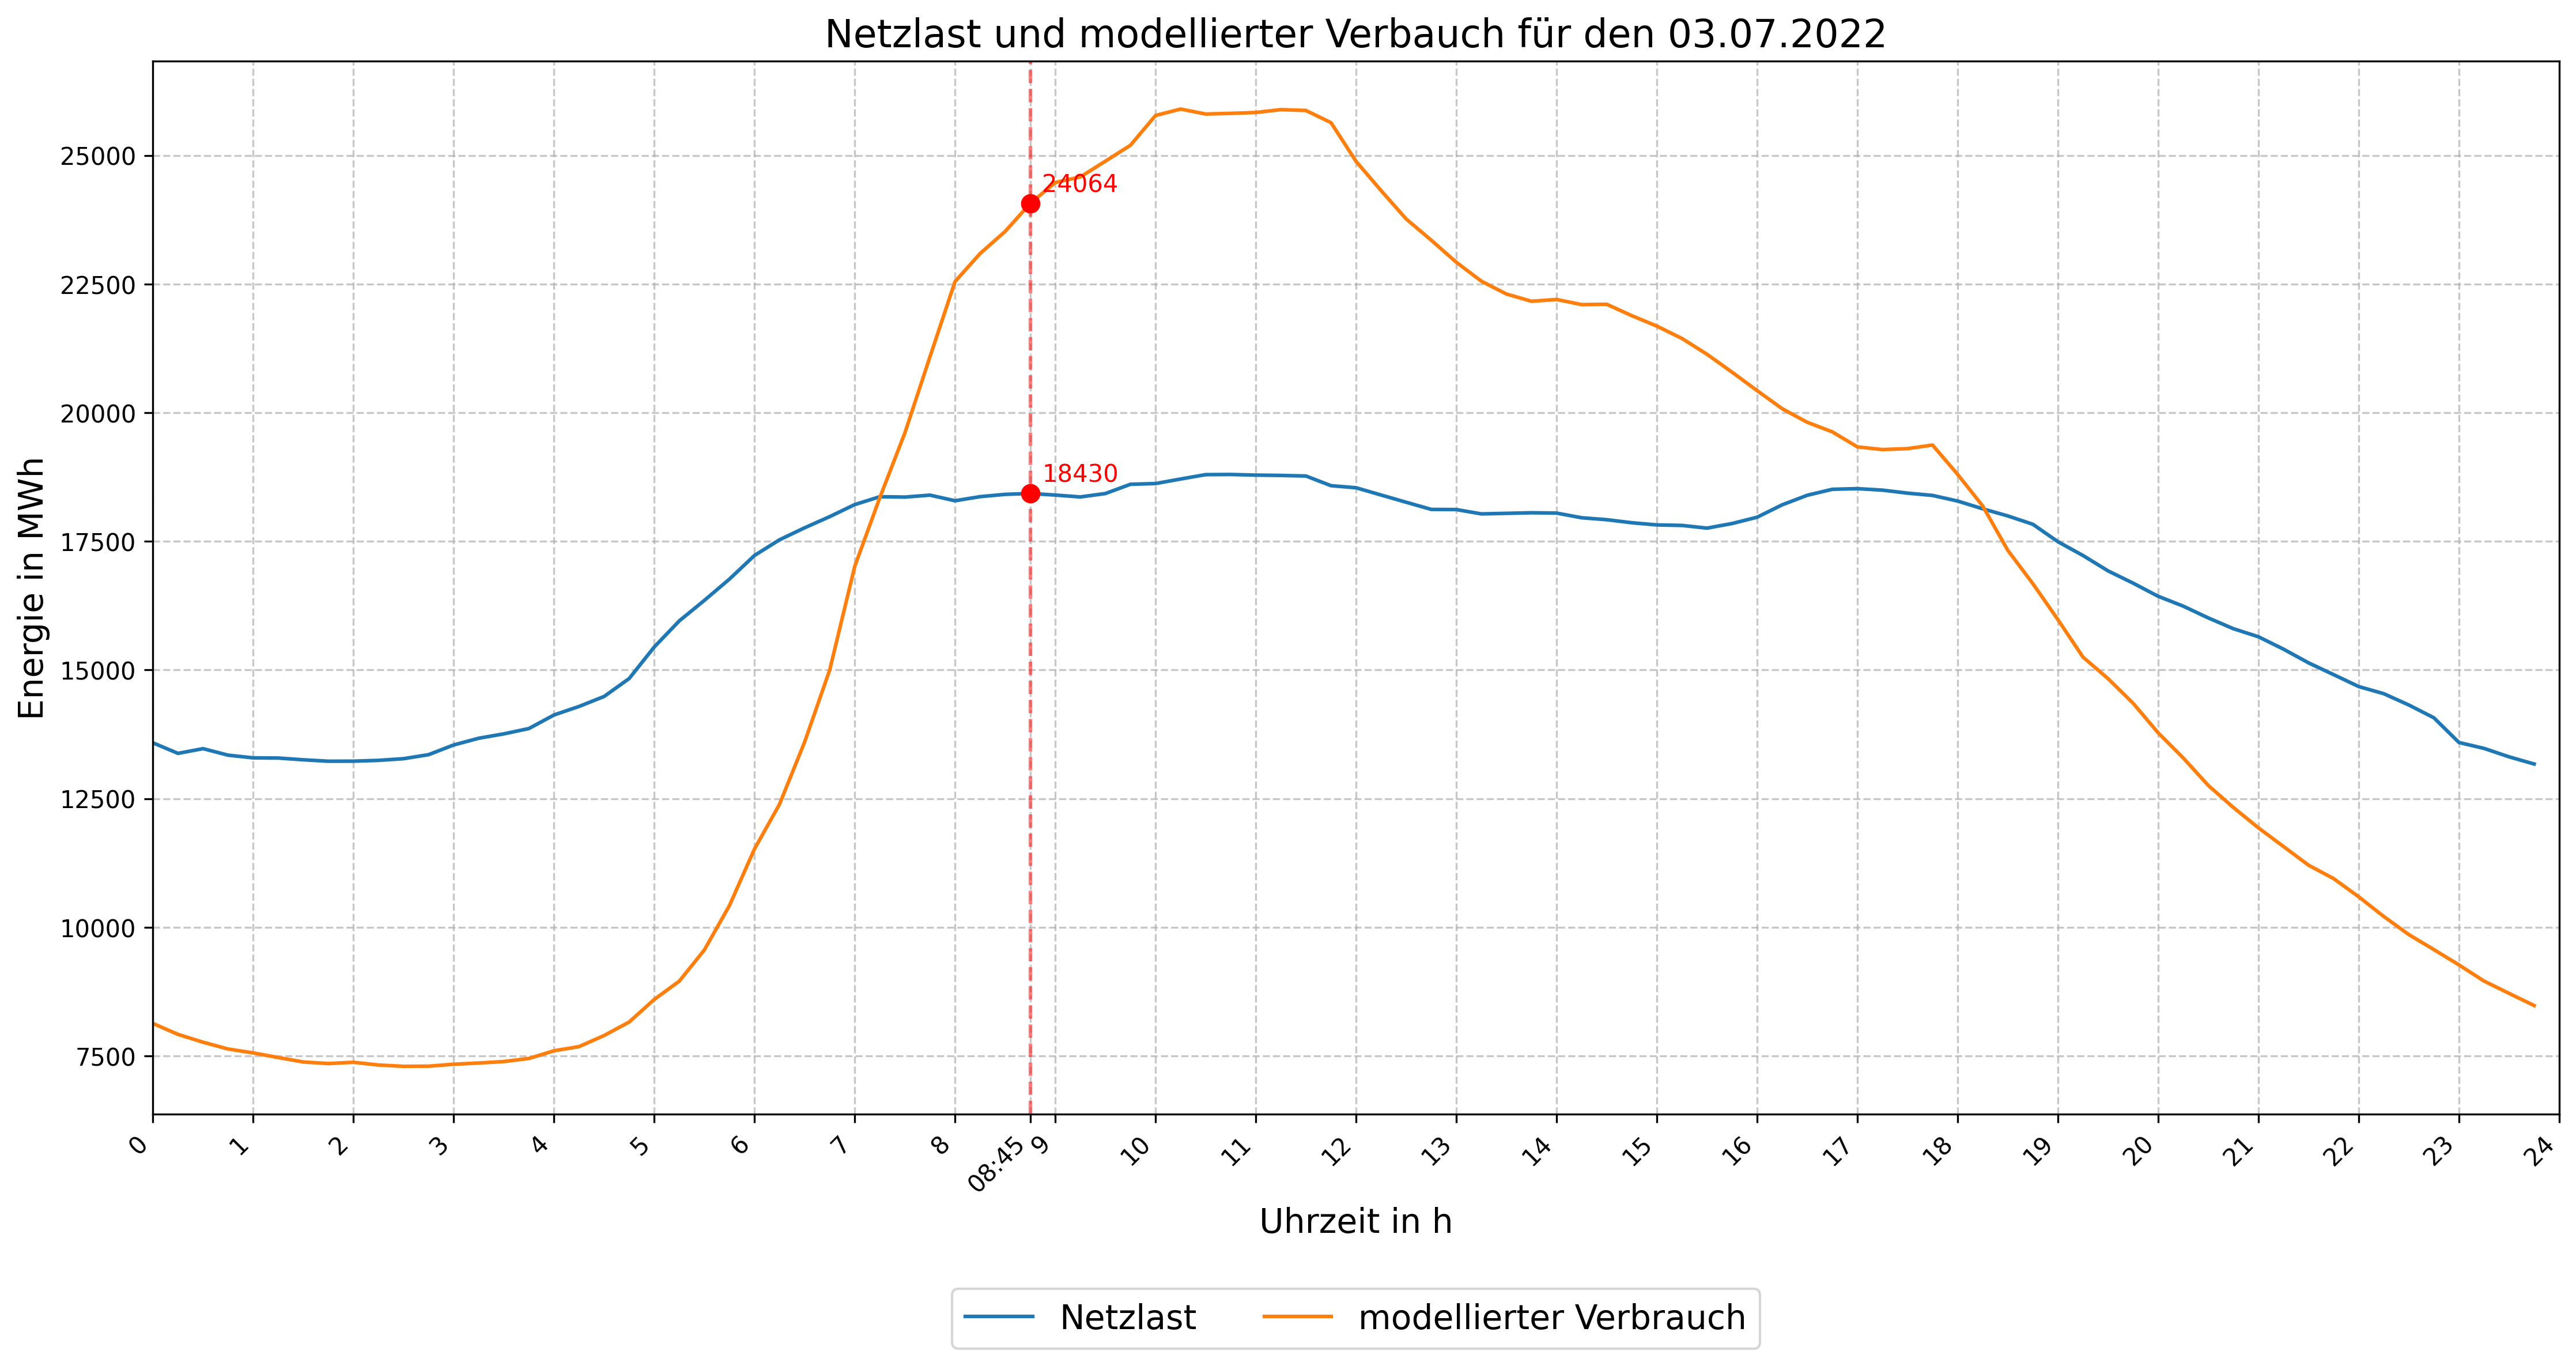 Netzlast und modellierter Verbauch für den 03.07.2022
Energie in MWh
25000
22500
20000
17500
15000
12500
10000
7500
24064
18430
0 1 2 3 4 5 6 7 8 08:45 9 10 11 12 13 14 15 16 17 18 19 20 21 22 23 24
Uhrzeit in h
Netzlast modellierter Verbrauch